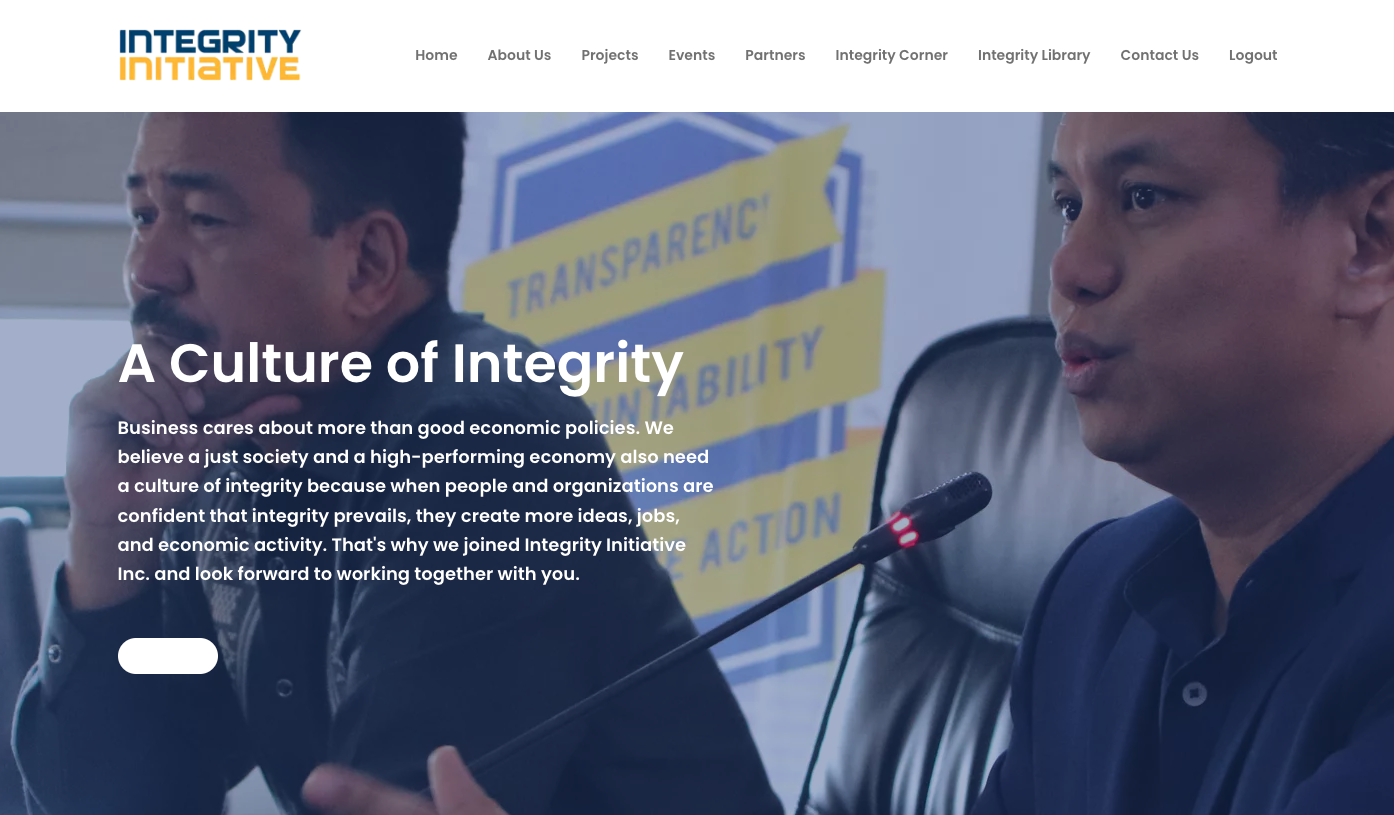 INTEGRITY
INITIATIVE
Home About Us Projects Events Partners Integrity Corner Integrity Library Contact Us Logout
TRANSPARENCY
A Culture of Integrity
Business cares about more than good economic policies. We
believe a just society and a high-performing economy also need
a culture of integrity because when people and organizations are
confident that integrity prevails, they create more ideas, jobs,
and economic activity. That's why we joined Integrity Initiative
Inc. and look forward to working together with you.
ACTION